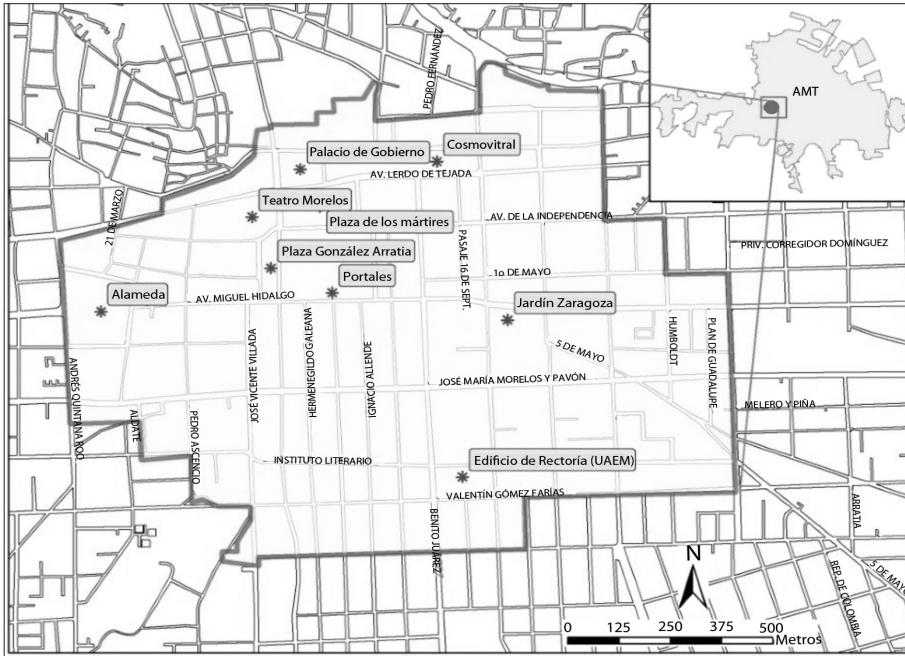 PEDRO FERNÁNDEZ
AMT
Cosmovitral
Palacio de Gobierno
AV. LERDO DE TEJADA
Teatro Morelos
21 DE MARZO
Plaza de los mártires
AV. DE LA INDEPENDENCIA
PRIV. CORREGIDOR DOMÍNGUEZ
Plaza González Arratia
PASAJE 16 DE SEPT.
1o DE MAYO
Portales
Alameda
AV. MIGUEL HIDALGO
Jardín Zaragoza
HUMBOLDT
PLAN DE GUADALUPE
5 DE MAYO
JOSÉ VICENTE VILLADA
HERMENEGILDO GALEANA
IGNACIO ALLENDE
JOSÉ MARÍA MORELOS Y PAVÓN
ANDRÉS QUINTANA ROO
ALDATE
PEDRO ASCENCIO
MELERO Y PIÑA
INSTITUTO LITERARIO
Edificio de Rectoría (UAEM)
VALENTÍN GÓMEZ FARÍAS
BENITO JUÁREZ
ARRATIA
5 DE MAYO
REP. DE COLOMBIA
N
0 125 250 375 500
Metros